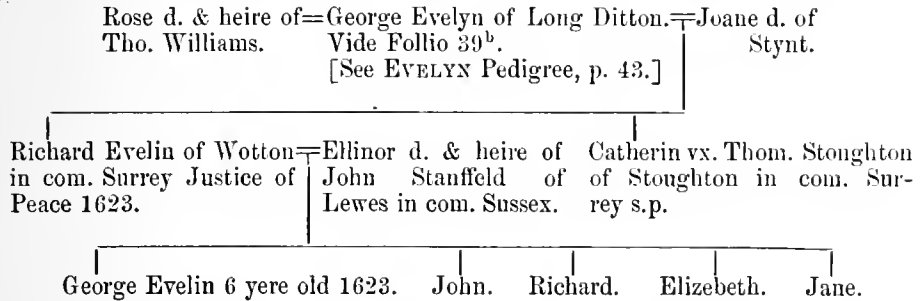 Rose d. & heire of=George Evelyn of Long Ditton.=Joane d. of
Tho. Williams. Vide Follio 39b. Stynt.
[See EVELYN Pedigree, p. 43.]
Richard Evelin of Wotton=Ellinor d. & heire of Catherin vx. Thom. Stoughton
in com. Surrey Justice of John Stanffeld of of Stoughton in com. Sur-
Peace 1623. Lewes in com. Sussex. rey s.p.
George Evelin 6 yere old 1623. John. Richard. Elizebeth. Jane.